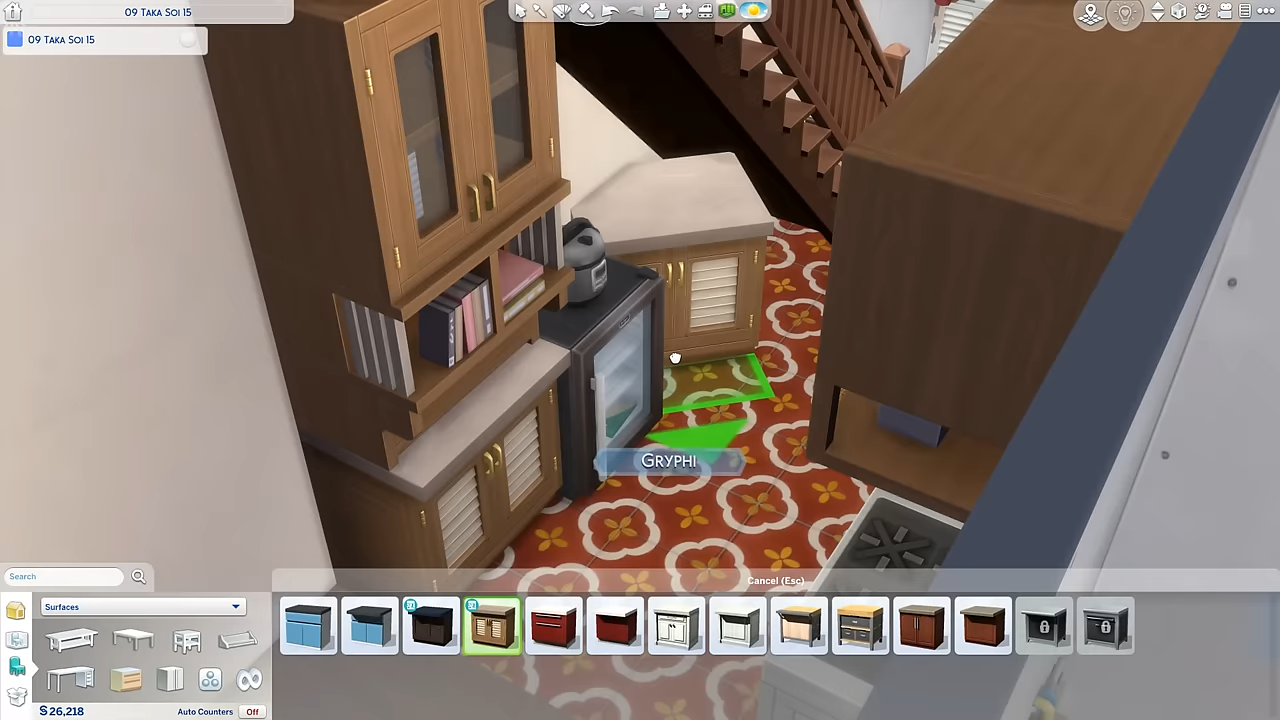 09 TAKA SOI 15
09 TAKA SOI 15
GRYPHI
Cancel (Esc)
Search
Surfaces
§26,218
Auto Counters Off